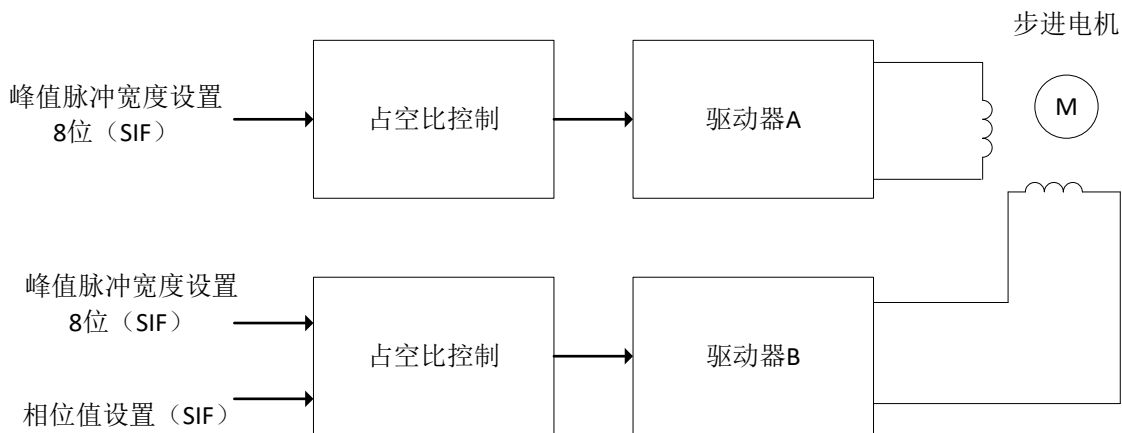 步进电机
峰值脉冲宽度设置
8位（SIF）
占空比控制
驱动器A
M
峰值脉冲宽度设置
8位（SIF）
占空比控制
驱动器B
相位值设置（SIF）